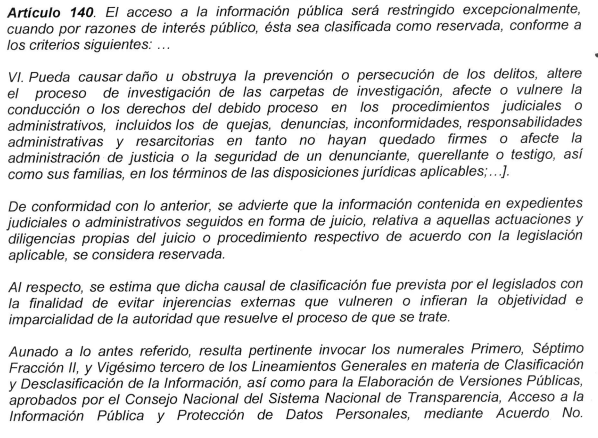 Artículo 140. El acceso a la información pública será restringido excepcionalmente,
cuando por razones de interés público, ésta sea clasificada como reservada, conforme a
los criterios siguientes: …
VI. Pueda causar daño u obstruya la prevención o persecución de los delitos, altere
el proceso de investigación de las carpetas de investigación, afecte o vulnere la
conducción o los derechos del debido proceso en los procedimientos judiciales o
administrativos, incluidos los de quejas, denuncias, inconformidades, responsabilidades
administrativas y resarcitorias en tanto no hayan quedado firmes o afecte la
administración de justicia o la seguridad de un denunciante, querellante o testigo, así
como sus familias, en los términos de las disposiciones jurídicas aplicables;…].
De conformidad con lo anterior, se advierte que la información contenida en expedientes
judiciales o administrativos seguidos en forma de juicio, relativa a aquellas actuaciones y
diligencias propias del juicio o procedimiento respectivo de acuerdo con la legislación
aplicable, se considera reservada.
Al respecto, se estima que dicha causal de clasificación fue prevista por el legislados con
la finalidad de evitar injerencias externas que vulneren o infieran la objetividad e
imparcialidad de la autoridad que resuelve el proceso de que se trate.
Aunado a lo antes referido, resulta pertinente invocar los numerales Primero, Séptimo
Fracción II, y Vigésimo tercero de los Lineamientos Generales en materia de Clasificación
y Desclasificación de la Información, así como para la Elaboración de Versiones Públicas,
aprobados por el Consejo Nacional del Sistema Nacional de Transparencia, Acceso a la
Información Pública y Protección de Datos Personales, mediante Acuerdo No.